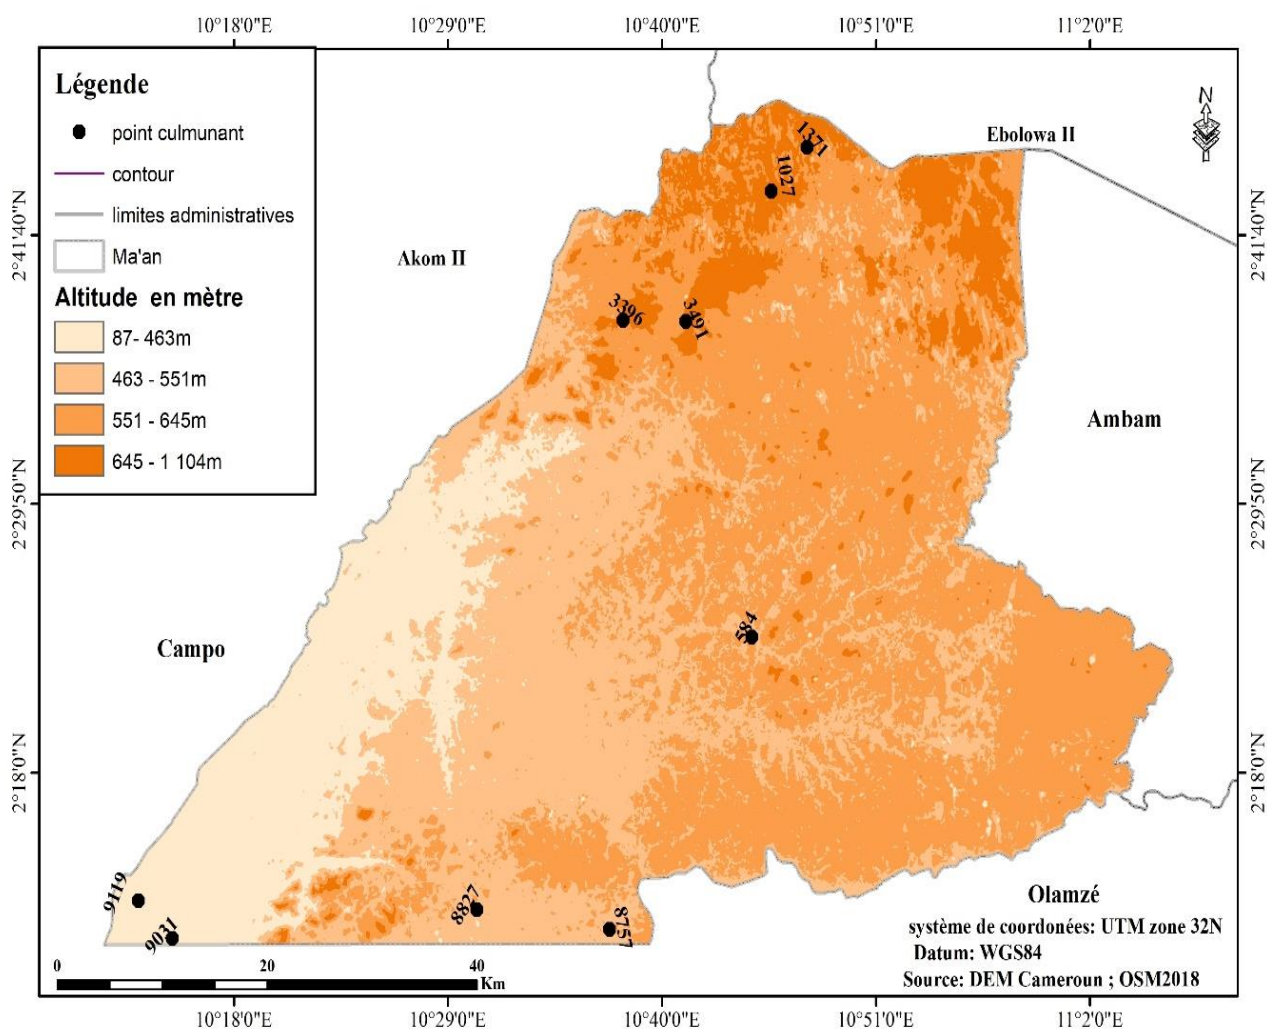 10°18'0"E 10°29'0"E 10°40'0"E 10°51'0"E 11°20'0"E
Légende
point culmunant
contour
limites administratives
Ma'an
Altitude en mètre
87- 463m
463 - 551m
551 - 645m
645 - 1 104m
N
Ebolowa II
1371
1027
2°41'40"N 2°41'40"N
Akom II
3396 3491
Ambam
2°29'50"N 2°29'50"N
584
Campo
2°18'0"N 2°18'0"N
9119
9031
8827
8757
Olamzé
système de coordonées: UTM zone 32N
Datum: WGS84
Source: DEM Cameroun ; OSM2018
0 20 40
Km
10°18'0"E 10°29'0"E 10°40'0"E 10°51'0"E 11°20'0"E